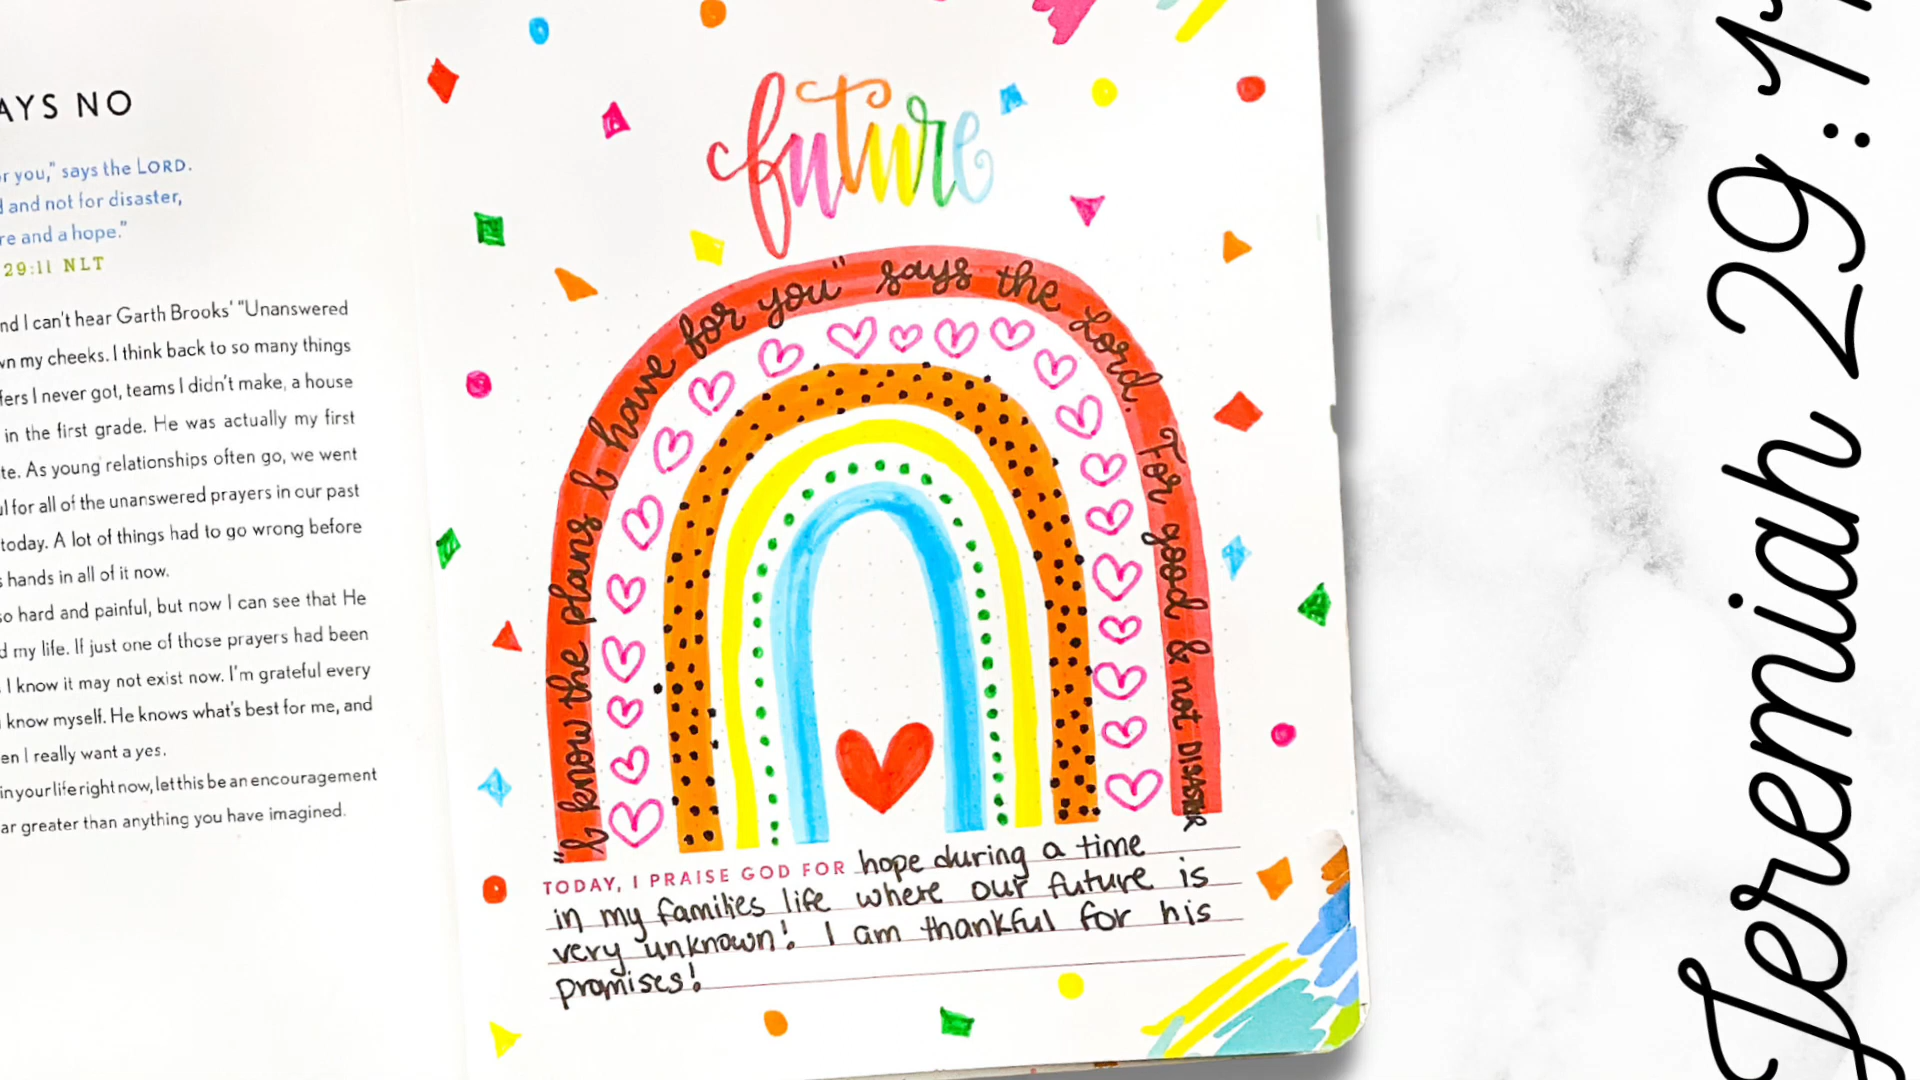 AYS NO
r you," says the LORD.
d and not for disaster,
re and a hope."
29:11 NLT
nd I can't hear Garth Brooks' "Unanswered
wn my cheeks. I think back to so many things
fers I never got, teams I didn't make, a house
in the first grade. He was actually my first
te. As young relationships often go, we went
ul for all of the unanswered prayers in our past
today. A lot of things had to go wrong before
s hands in all of it now.
so hard and painful, but now I can see that He
d my life. If just one of those prayers had been
I know it may not exist now. I'm grateful every
I know myself. He knows what's best for me, and
en I really want a yes.
in your life right now, let this be an encouragement
ar greater than anything you have imagined.
future
"I know the plans I have for you" says the Lord. For good & not DISASTER
TODAY, I PRAISE GOD FOR hope during a time
in my families life where our future is
very unknown! I am thankful for his
promises!
Jeremiah 29:11